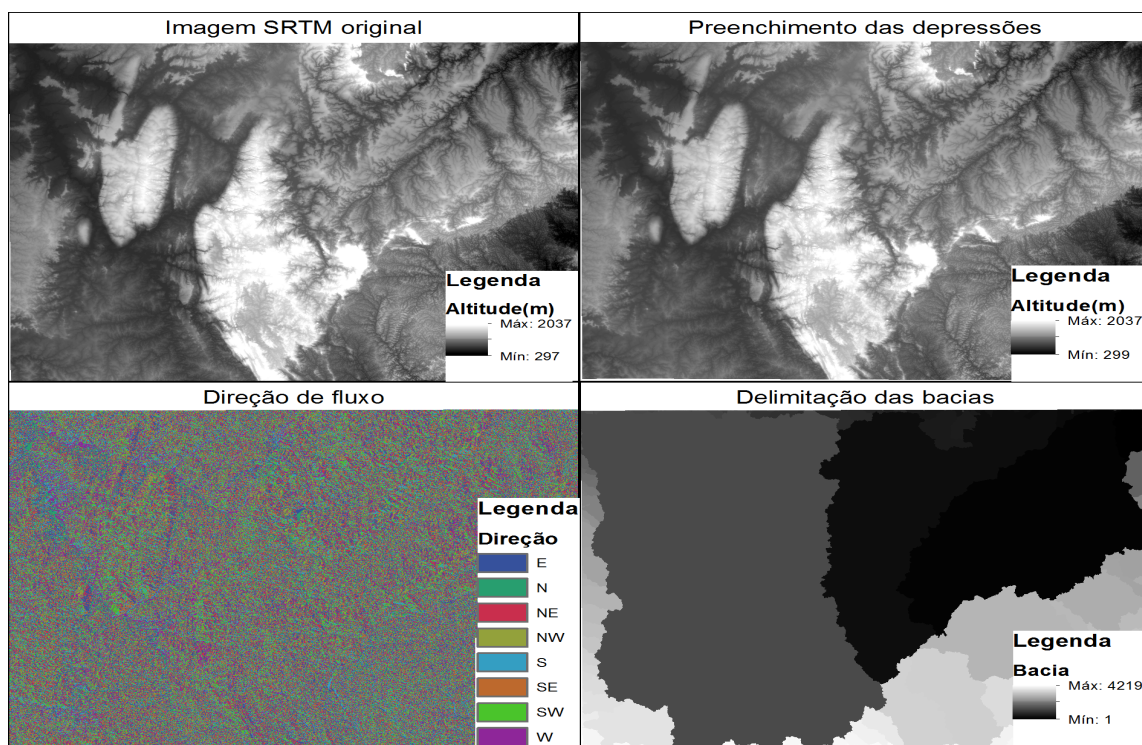 Imagem SRTM original
Legenda
Altitude(m)
Máx: 2037
Mín: 297
Preenchimento das depressões
Legenda
Altitude(m)
Máx: 2037
Mín: 299
Direção de fluxo
Legenda
Direção
E
N
NE
NW
S
SE
SW
W
Delimitação das bacias
Legenda
Bacia
Máx: 4219
Mín: 1